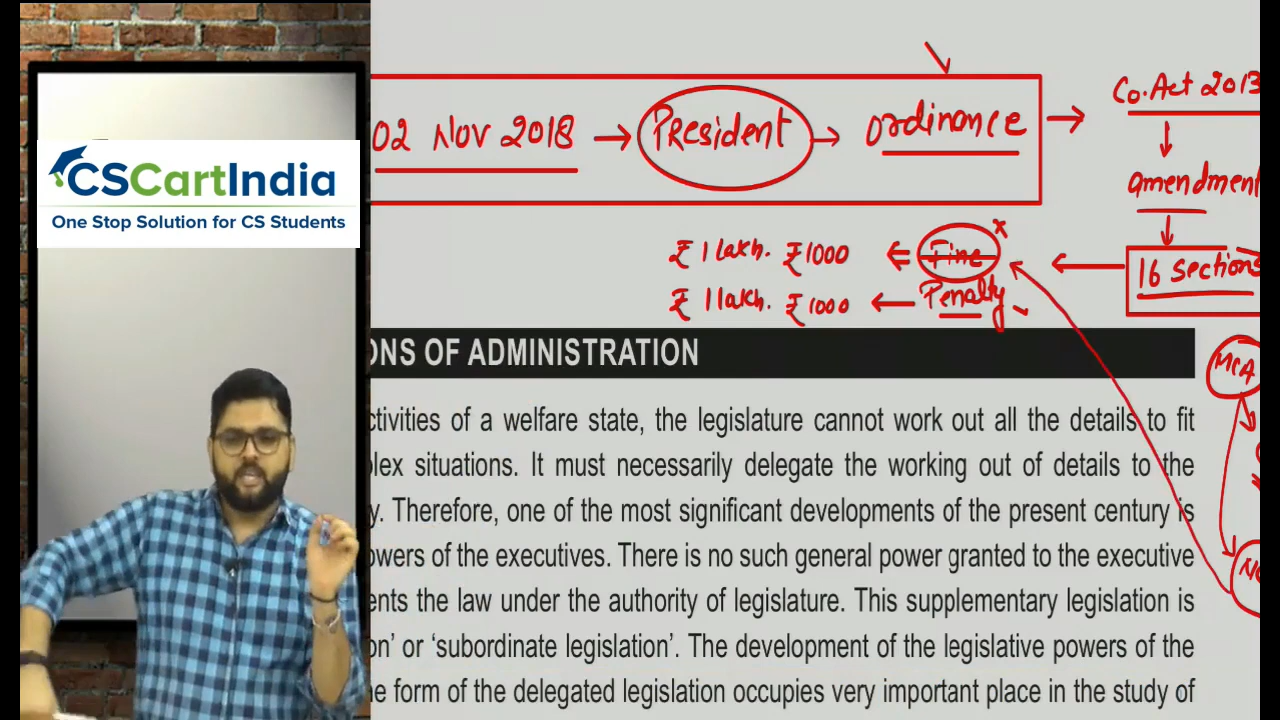 CSCartIndia
One Stop Solution for CS Students
02 Nov 2018 → President → ordinance → Co. Act 2013
amendment
16 sections
₹ 1 lakh. ₹1000 ⇐ Fine x
₹ 1 lakh. ₹1000 ← Penalty
MCA
ONS OF ADMINISTRATION
ctivities of a welfare state, the legislature cannot work out all the details to fit
plex situations. It must necessarily delegate the working out of details to the
y. Therefore, one of the most significant developments of the present century is
owers of the executives. There is no such general power granted to the executive
ents the law under the authority of legislature. This supplementary legislation is
on’ or ‘subordinate legislation’. The development of the legislative powers of the
e form of the delegated legislation occupies very important place in the study of